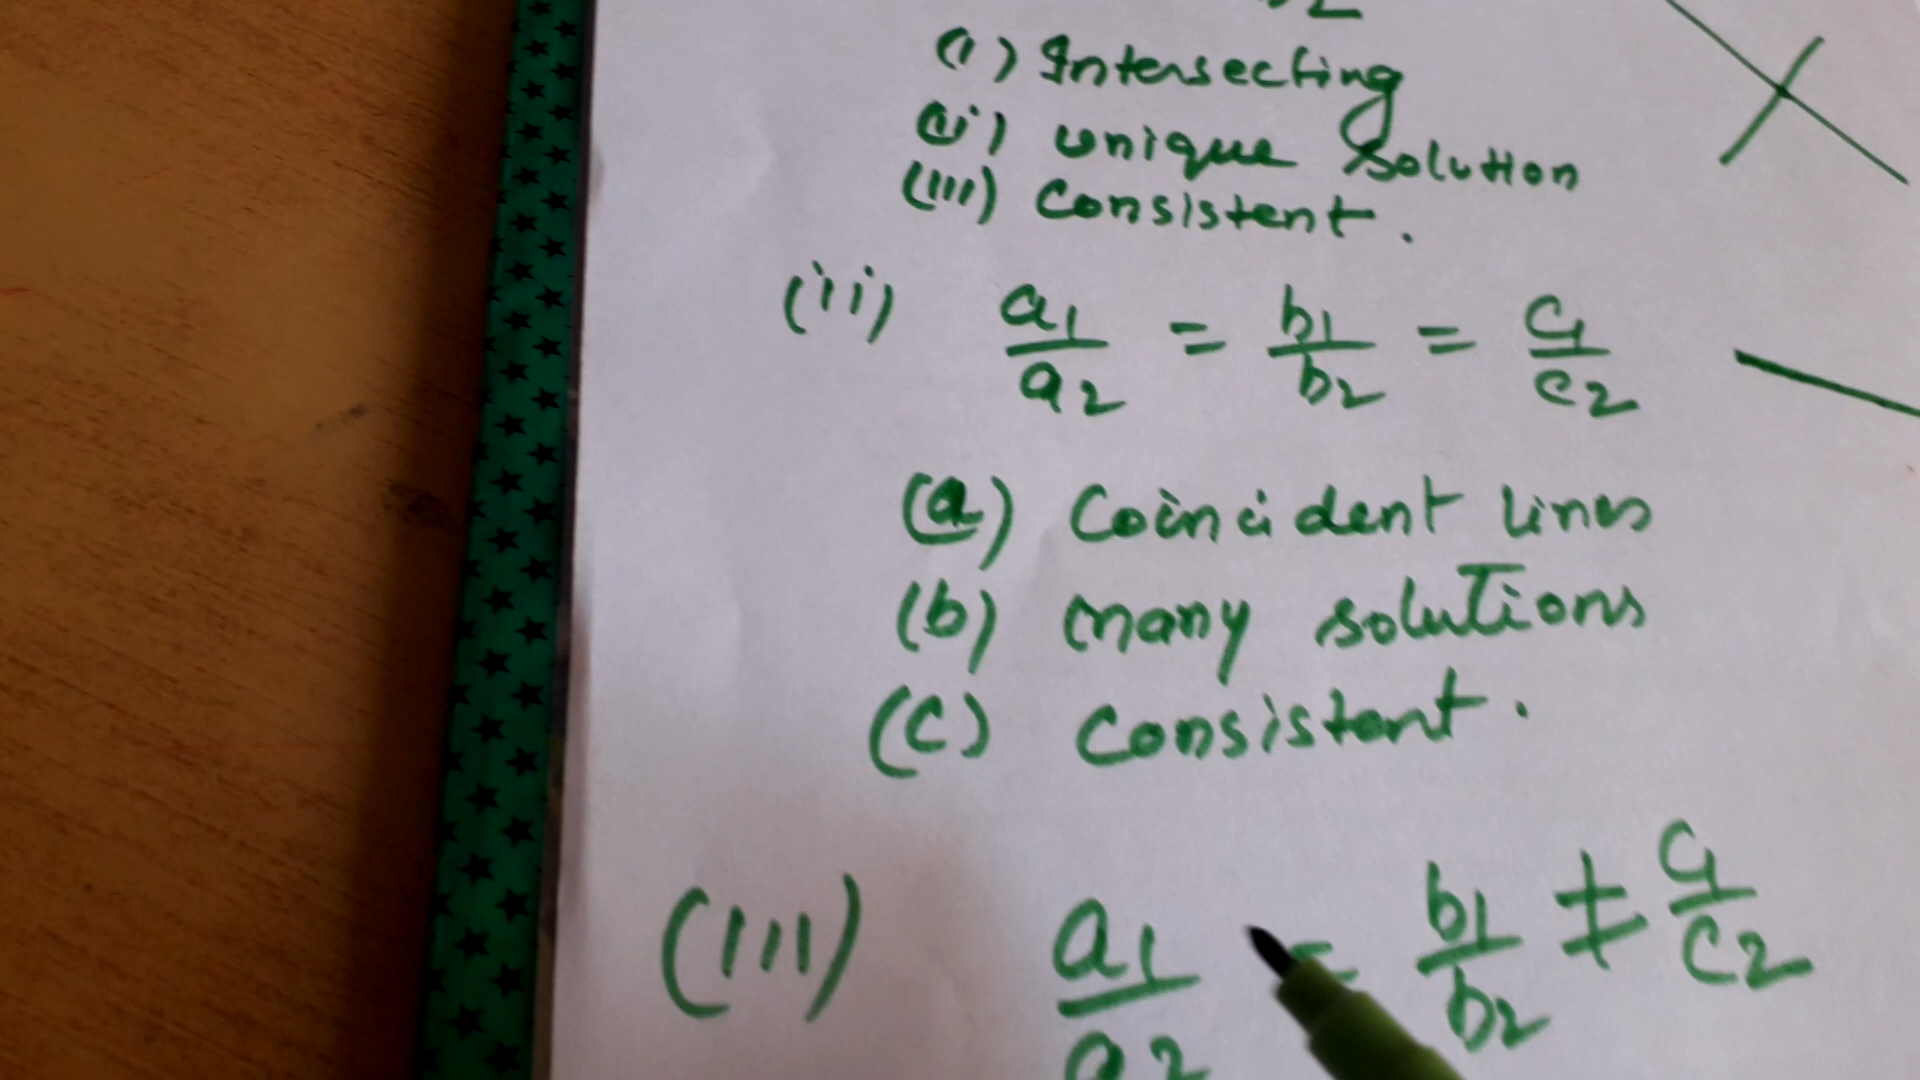 (i) Intersecting
(ii) unique solution
(iii) Consistent.
(ii) a1/a2 = b1/b2 = c1/c2
(a) Coincident lines
(b) many solutions
(c) Consistent.
(iii) a1/a2 = b1/b2 ≠ c1/c2